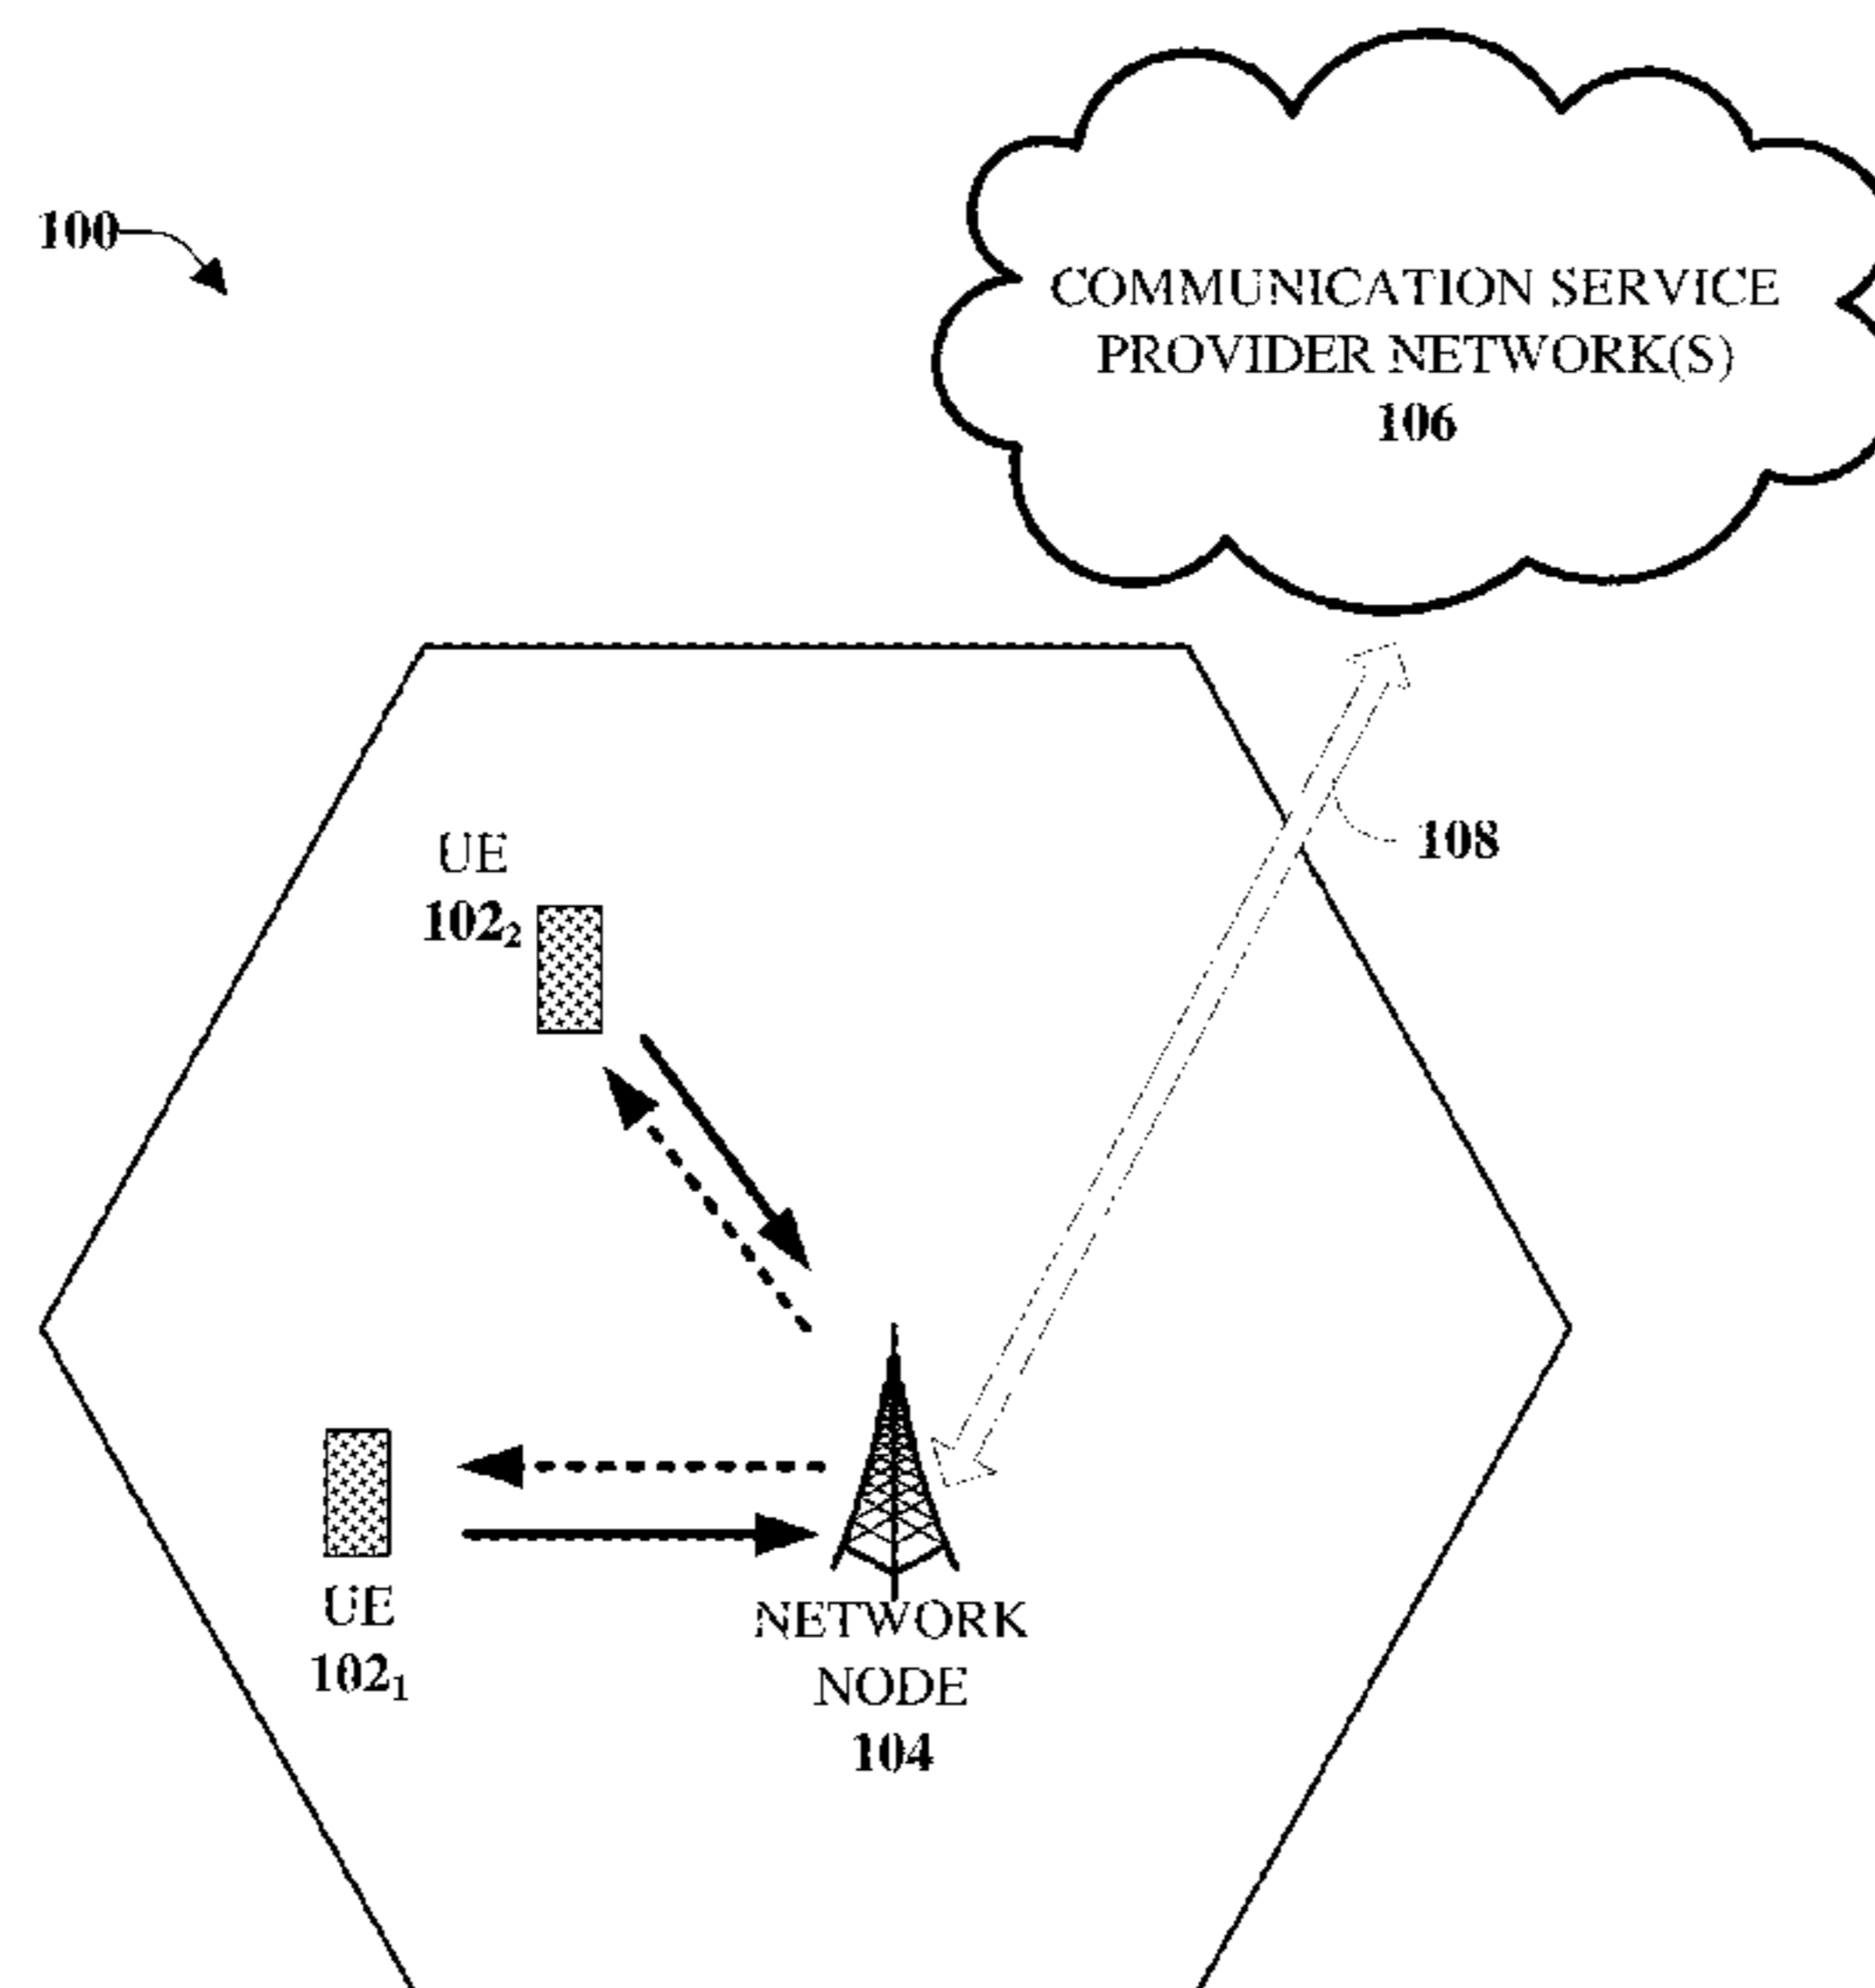 100
COMMUNICATION SERVICE
PROVIDER NETWORK(S)
106
108
UE
102₂
UE
102₁
NETWORK
NODE
104